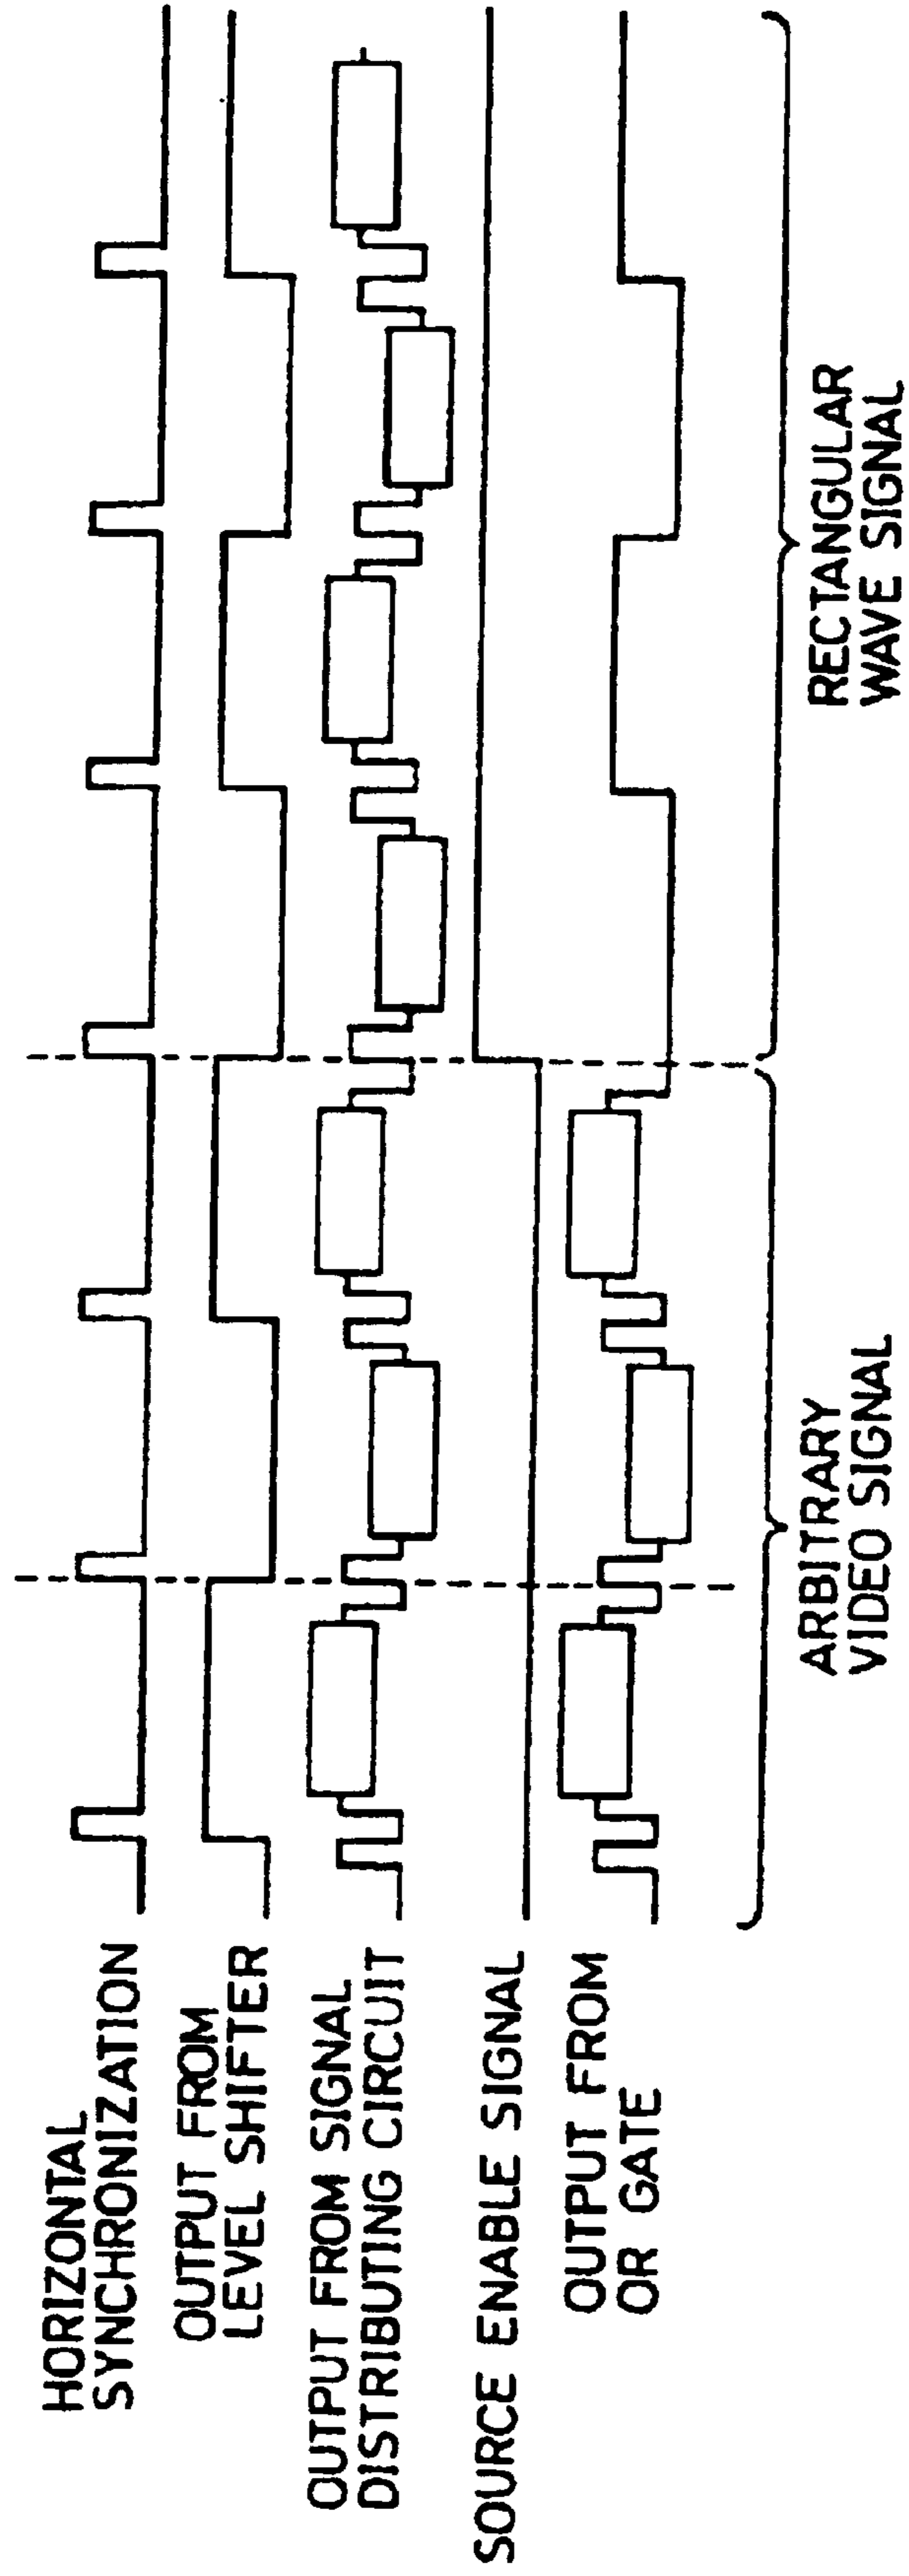 HORIZONTAL
SYNCHRONIZATION
OUTPUT FROM
LEVEL SHIFTER
OUTPUT FROM SIGNAL
DISTRIBUTING CIRCUIT
SOURCE ENABLE SIGNAL
OUTPUT FROM
OR GATE
ARBITRARY
VIDEO SIGNAL
RECTANGULAR
WAVE SIGNAL